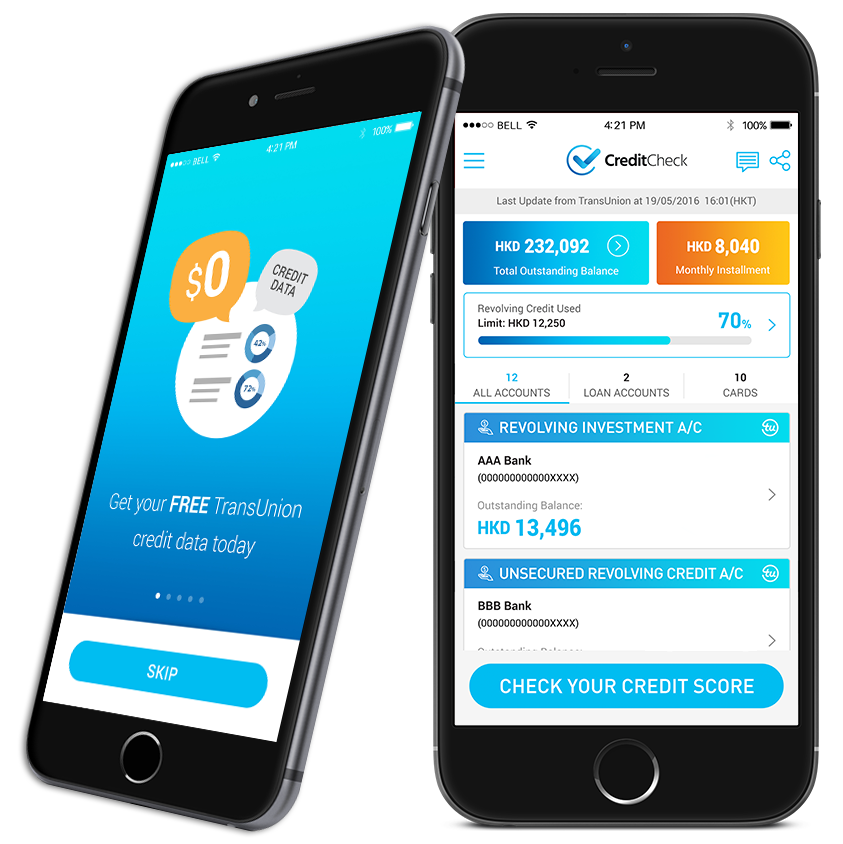 BELL
4:21 PM
100%
$0
CREDIT
DATA
42%
72%
Get your FREE TransUnion
credit data today
SKIP
BELL
4:21 PM
100%
CreditCheck
Last Update from TransUnion at 19/05/2016 16:01(HKT)
HKD 232,092
Total Outstanding Balance
HKD 8,040
Monthly Installment
Revolving Credit Used
Limit: HKD 12,250
70%
12
ALL ACCOUNTS
2
LOAN ACCOUNTS
10
CARDS
REVOLVING INVESTMENT A/C
tu
AAA Bank
(000000000000XXXX)
Outstanding Balance:
HKD 13,496
UNSECURED REVOLVING CREDIT A/C
tu
BBB Bank
(000000000000XXXX)
Outstanding Balance:
CHECK YOUR CREDIT SCORE